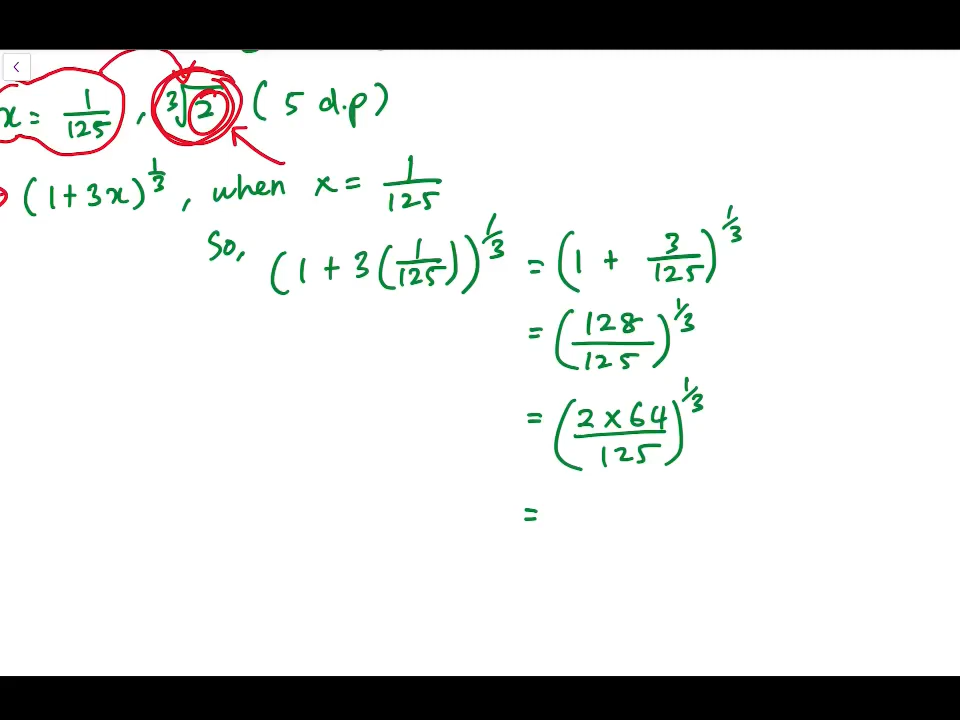 x = 1/125 , ∛2 ( 5 d.p)
(1 + 3x)^(1/3) , when x = 1/125
So, (1 + 3(1/125))^(1/3) = (1 + 3/125)^(1/3)
= (128/125)^(1/3)
= (2 × 64/125)^(1/3)
=